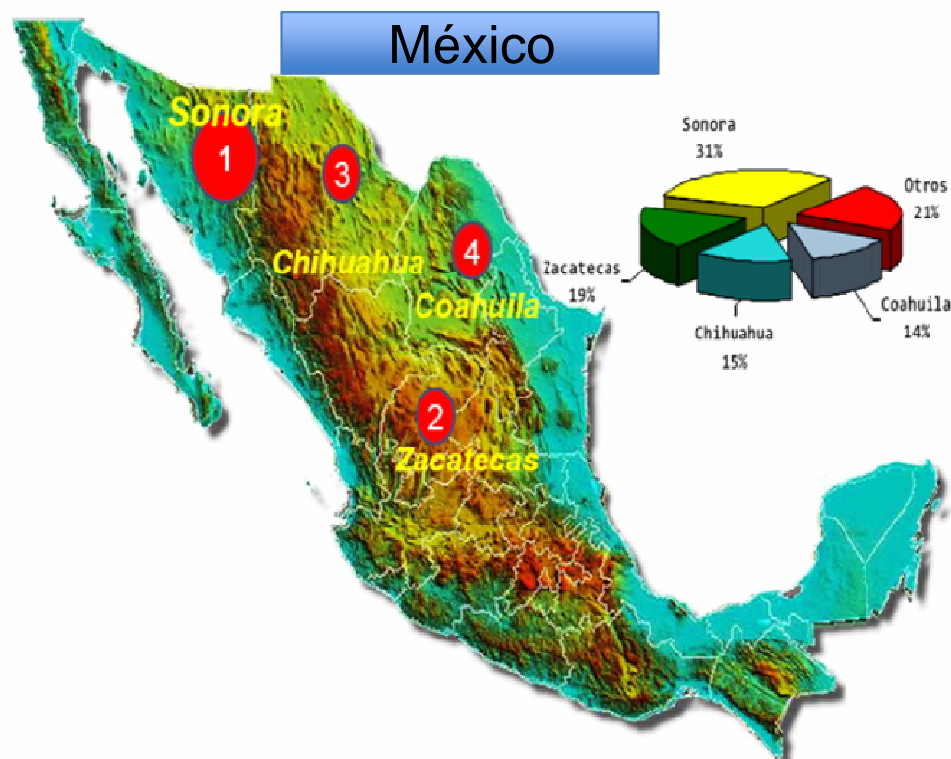 México
Sonora
1
3
Chihuahua
4
Coahuila
2
Zacatecas
Sonora
31%
Otros
21%
Zacatecas
19%
Coahuila
14%
Chihuahua
15%